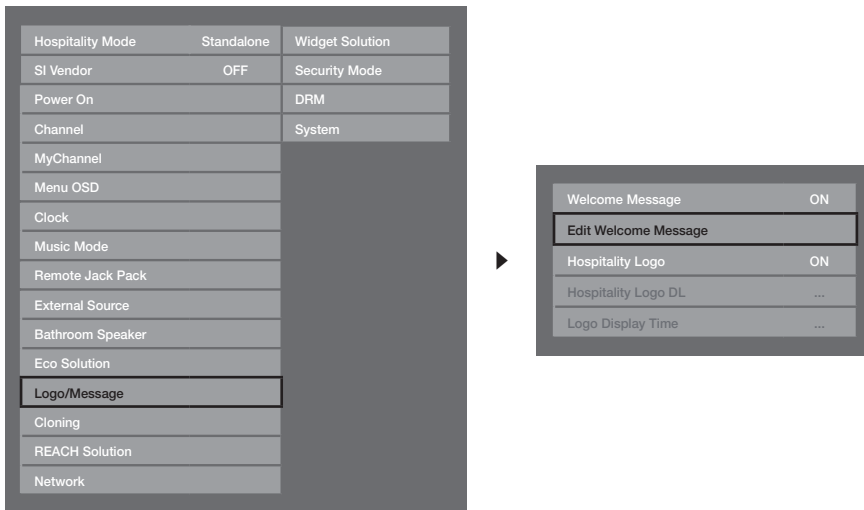 Hospitality Mode Standalone
SI Vendor OFF
Power On
Channel
MyChannel
Menu OSD
Clock
Music Mode
Remote Jack Pack
External Source
Bathroom Speaker
Eco Solution
Logo/Message
Cloning
REACH Solution
Network
Widget Solution
Security Mode
DRM
System
Welcome Message ON
Edit Welcome Message
Hospitality Logo ON
Hospitality Logo DL ...
Logo Display Time ...